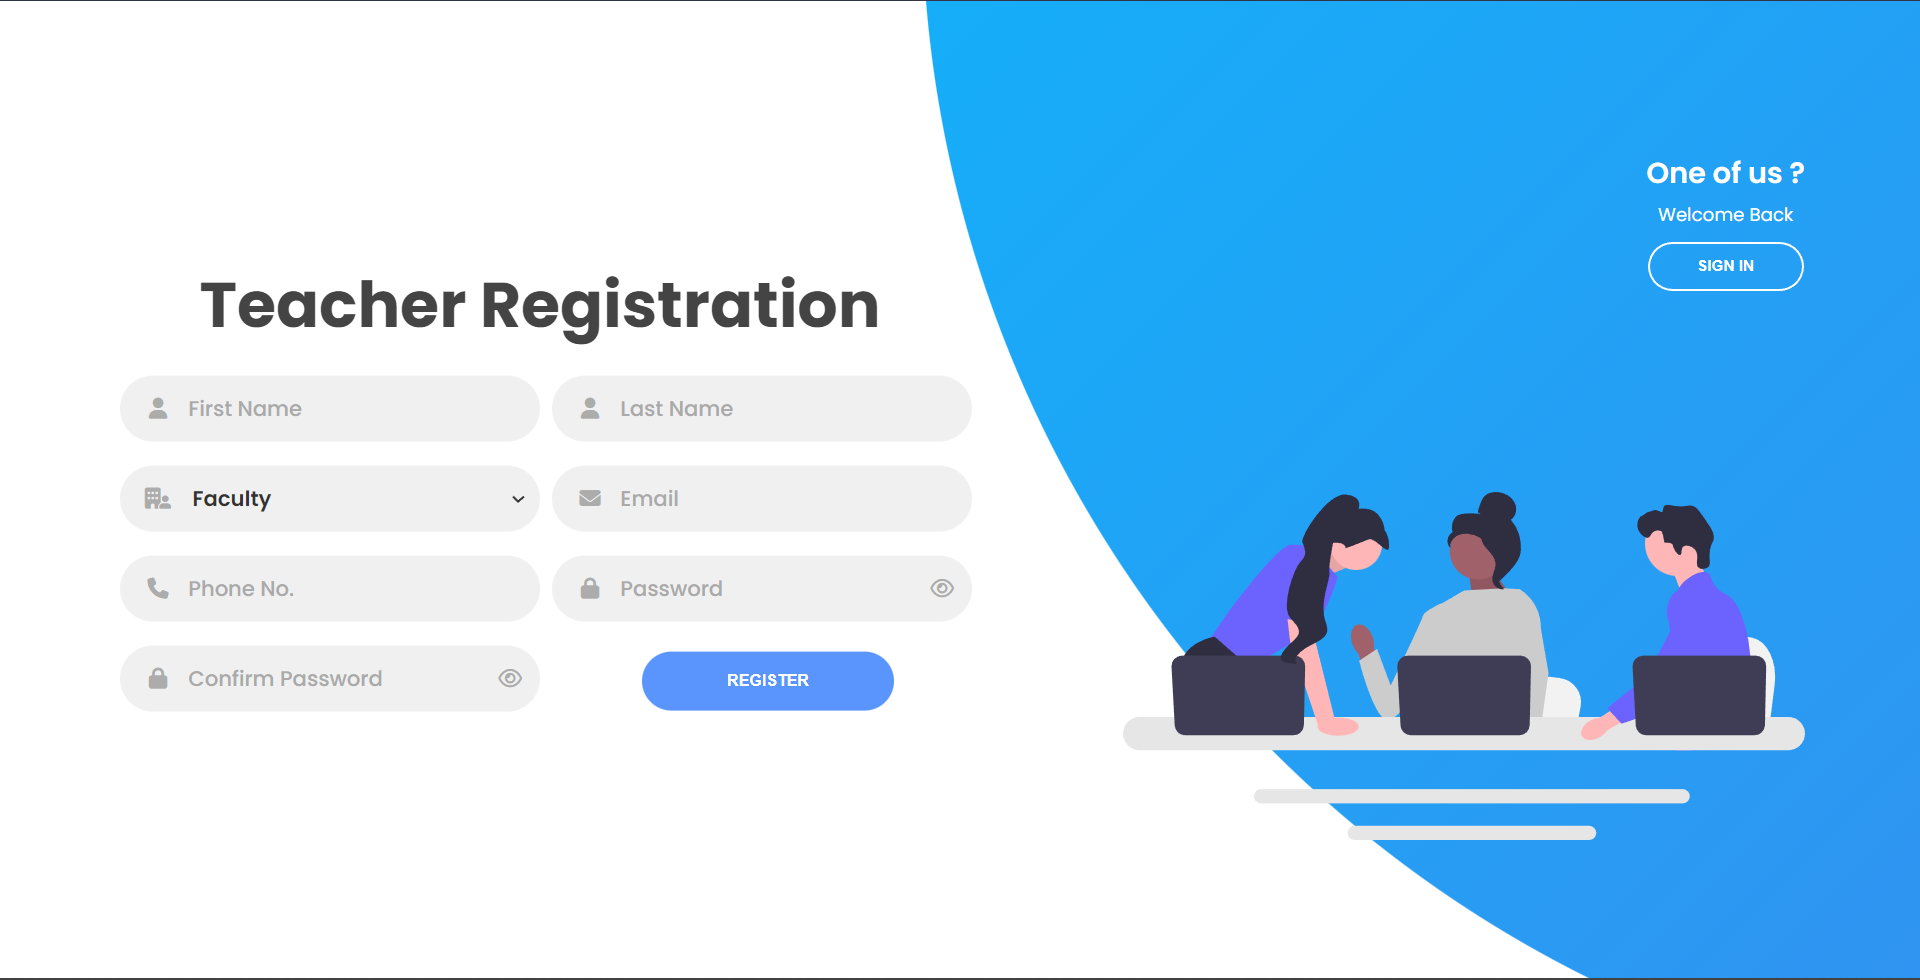 One of us ?
Welcome Back
SIGN IN
Teacher Registration
First Name
Last Name
Faculty
Email
Phone No.
Password
Confirm Password
REGISTER